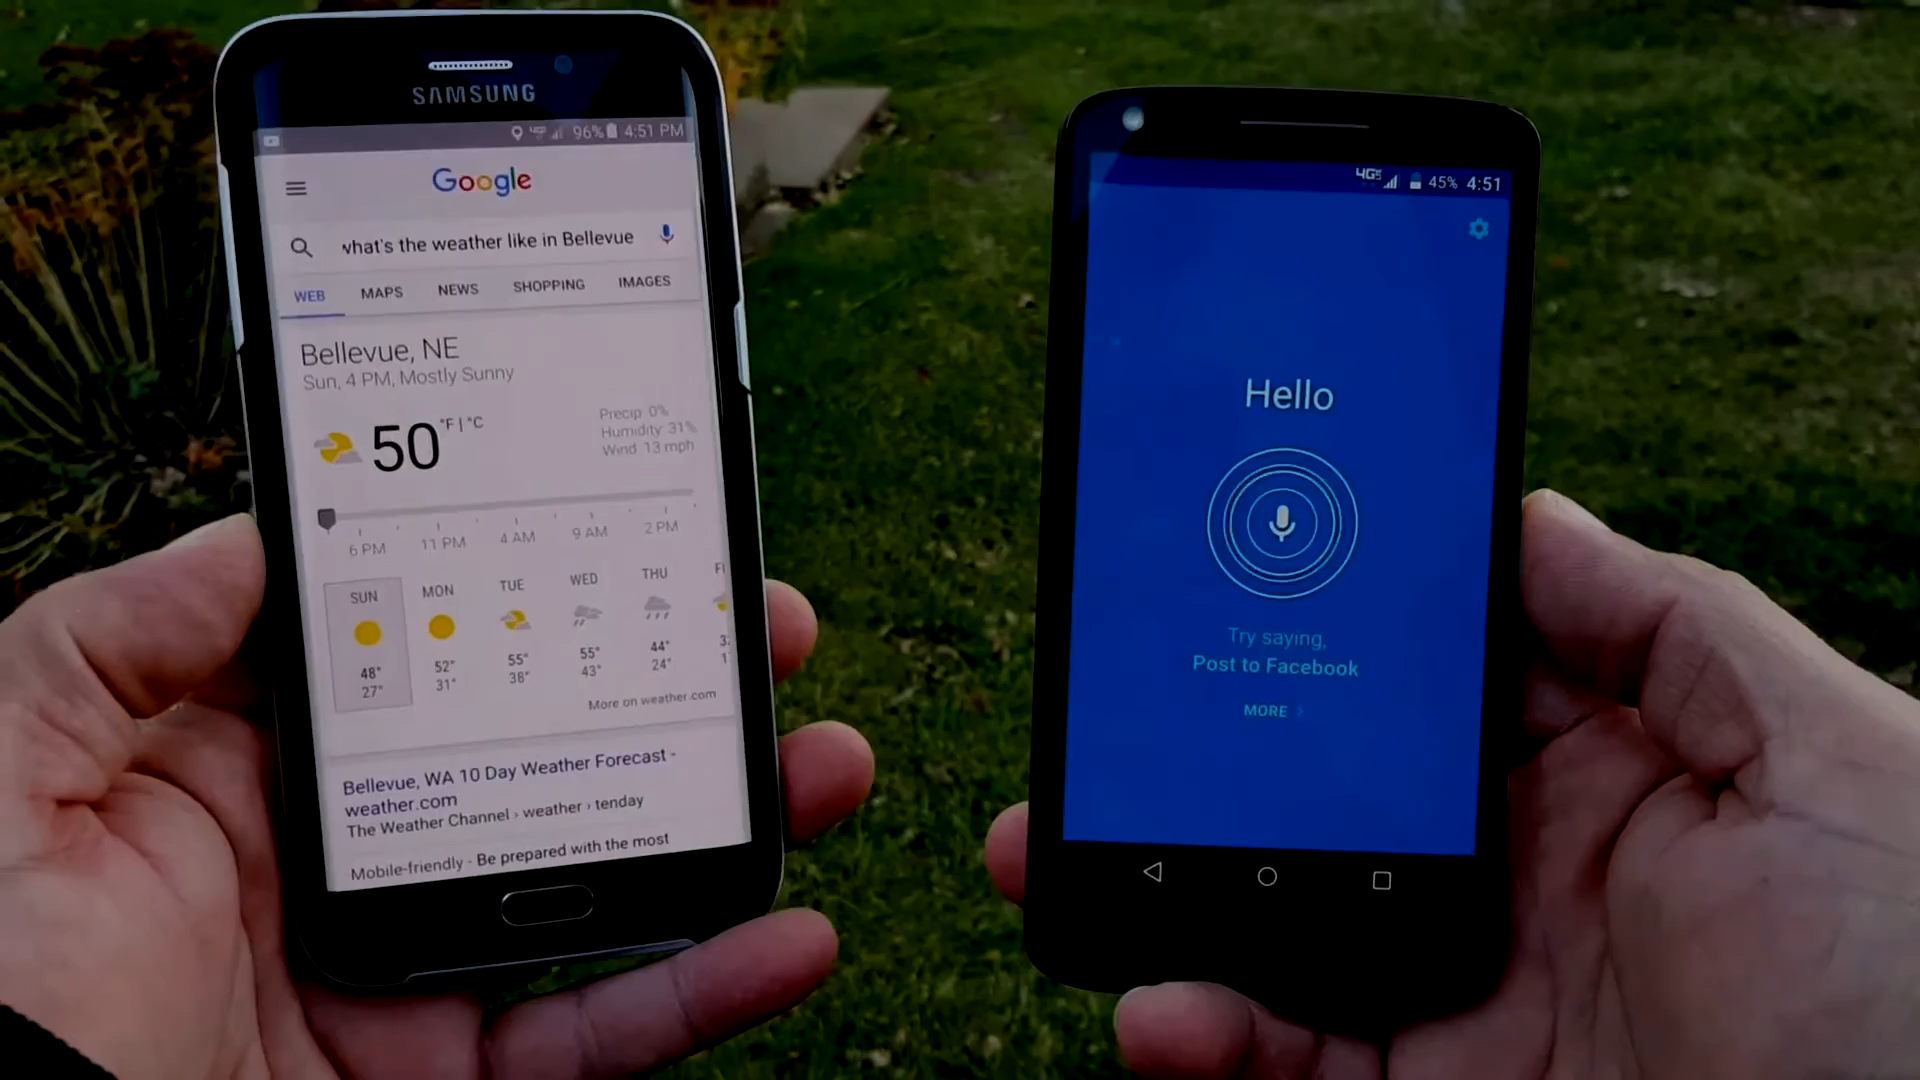 SAMSUNG
96% 4:51 PM
Google
what's the weather like in Bellevue
WEB MAPS NEWS SHOPPING IMAGES
Bellevue, NE
Sun, 4 PM, Mostly Sunny
50 °F | °C
Precip: 0%
Humidity: 31%
Wind: 13 mph
6 PM 11 PM 4 AM 9 AM 2 PM
SUN MON TUE WED THU
48° 52° 55° 55° 44°
27° 31° 38° 43° 24°
More on weather.com
Bellevue, WA 10 Day Weather Forecast -
weather.com
The Weather Channel › weather › tenday
Mobile-friendly - Be prepared with the most
4G 45% 4:51
Hello
Try saying,
Post to Facebook
MORE ›